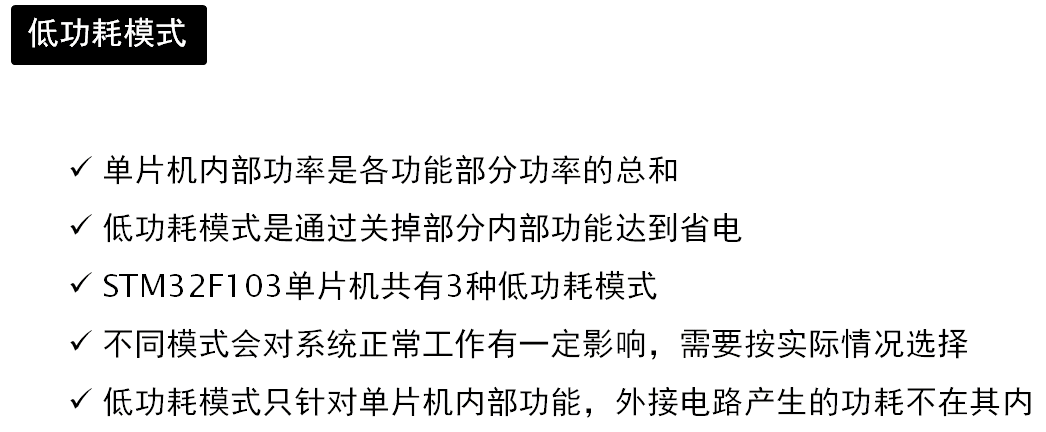 低功耗模式
✓ 单片机内部功率是各功能部分功率的总和
✓ 低功耗模式是通过关掉部分内部功能达到省电
✓ STM32F103单片机共有3种低功耗模式
✓ 不同模式会对系统正常工作有一定影响，需要按实际情况选择
✓ 低功耗模式只针对单片机内部功能，外接电路产生的功耗不在其内